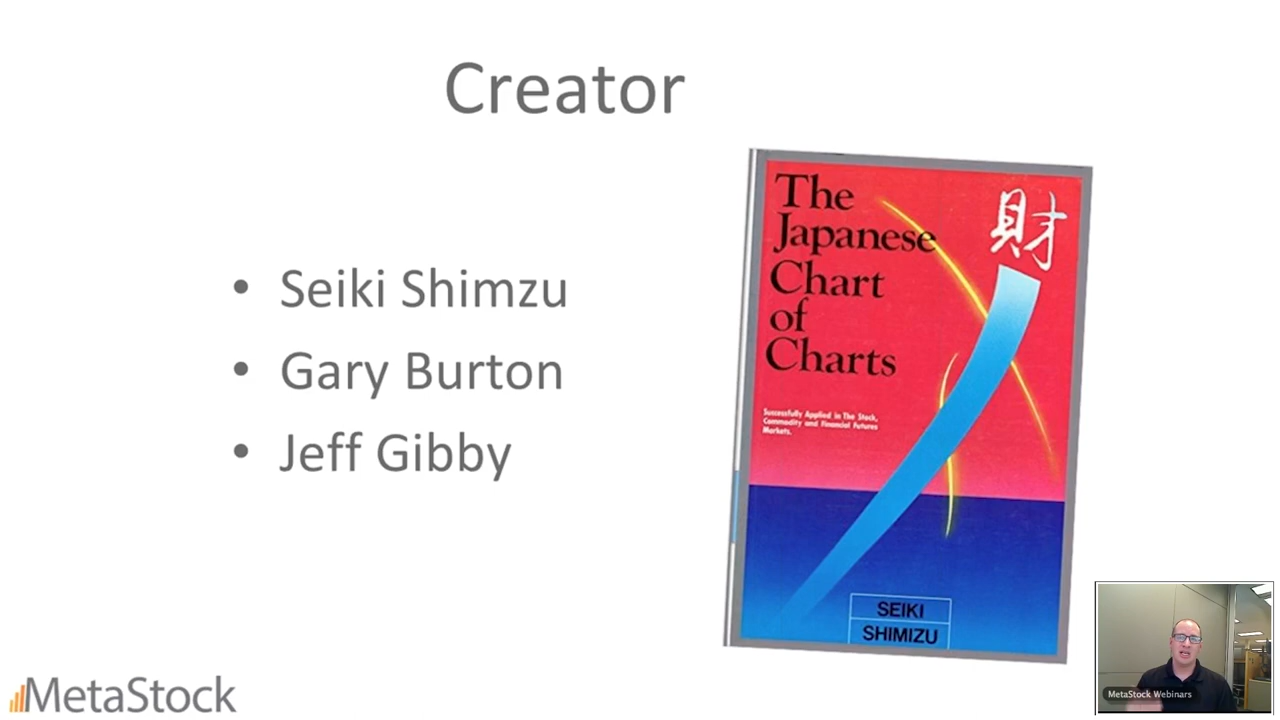 Creator
• Seiki Shimzu
• Gary Burton
• Jeff Gibby
The
Japanese
Chart
of
Charts
財
Successfully Applied in The Stock,
Commodity and Financial Futures
Markets.
SEIKI
SHIMIZU
MetaStock
MetaStock Webinars